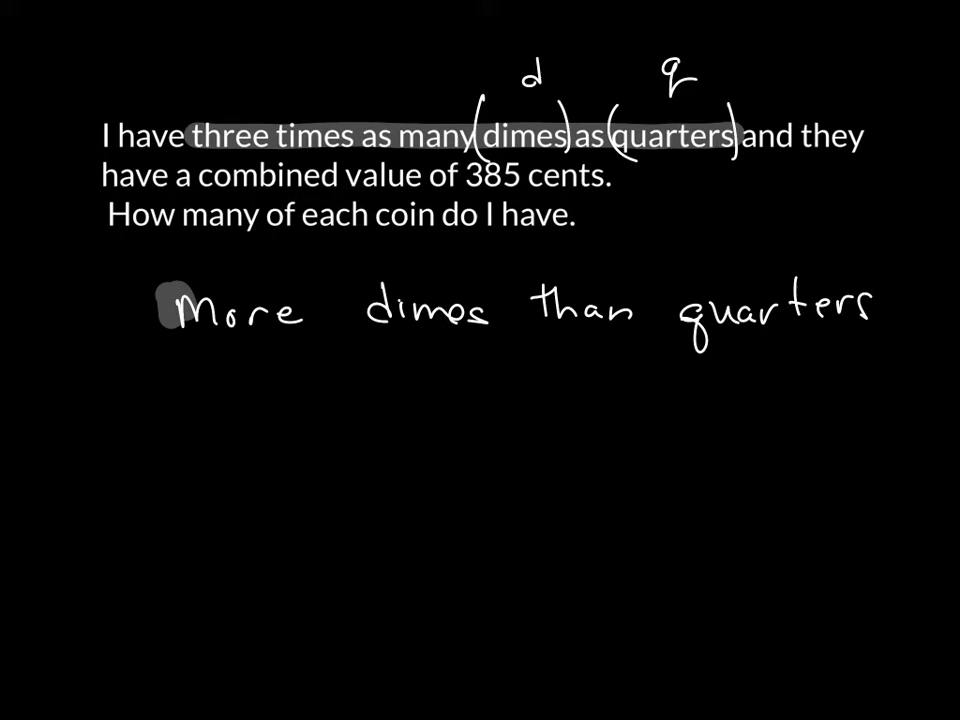 d q
I have three times as many (dimes) as (quarters) and they
have a combined value of 385 cents.
How many of each coin do I have.
More dimes than quarters